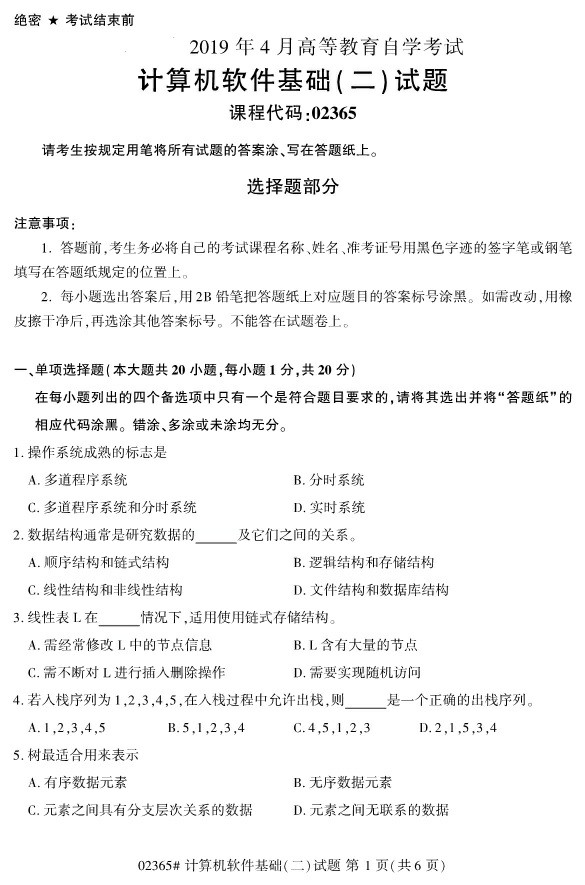 绝密 ★ 考试结束前
2019 年 4 月高等教育自学考试
计算机软件基础(二)试题
课程代码:02365
请考生按规定用笔将所有试题的答案涂、写在答题纸上。
选择题部分
注意事项:
1. 答题前,考生务必将自己的考试课程名称、姓名、准考证号用黑色字迹的签字笔或钢笔
填写在答题纸规定的位置上。
2. 每小题选出答案后,用 2B 铅笔把答题纸上对应题目的答案标号涂黑。如需改动,用橡
皮擦干净后,再选涂其他答案标号。不能答在试题卷上。
一、单项选择题(本大题共 20 小题,每小题 1 分,共 20 分)
在每小题列出的四个备选项中只有一个是符合题目要求的,请将其选出并将“答题纸”的
相应代码涂黑。错涂、多涂或未涂均无分。
1. 操作系统成熟的标志是
A. 多道程序系统 B. 分时系统
C. 多道程序系统和分时系统 D. 实时系统
2. 数据结构通常是研究数据的______及它们之间的关系。
A. 顺序结构和链式结构 B. 逻辑结构和存储结构
C. 线性结构和非线性结构 D. 文件结构和数据库结构
3. 线性表 L 在______情况下,适用使用链式存储结构。
A. 需经常修改 L 中的节点信息 B. L 含有大量的节点
C. 需不断对 L 进行插入删除操作 D. 需要实现随机访问
4. 若入栈序列为 1,2,3,4,5,在入栈过程中允许出栈,则______是一个正确的出栈序列。
A. 1,2,3,4,5 B. 5,1,2,3,4 C. 4,5,1,2,3 D. 2,1,5,3,4
5. 树最适合用来表示
A. 有序数据元素 B. 无序数据元素
C. 元素之间具有分支层次关系的数据 D. 元素之间无联系的数据
02365# 计算机软件基础(二)试题 第 1 页(共 6 页)